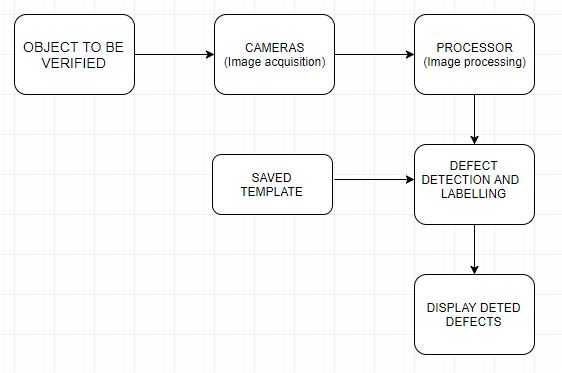 OBJECT TO BE
VERIFIED
CAMERAS
(Image acquisition)
PROCESSOR
(Image processing)
SAVED
TEMPLATE
DEFECT
DETECTION AND
LABELLING
DISPLAY DETED
DEFECTS